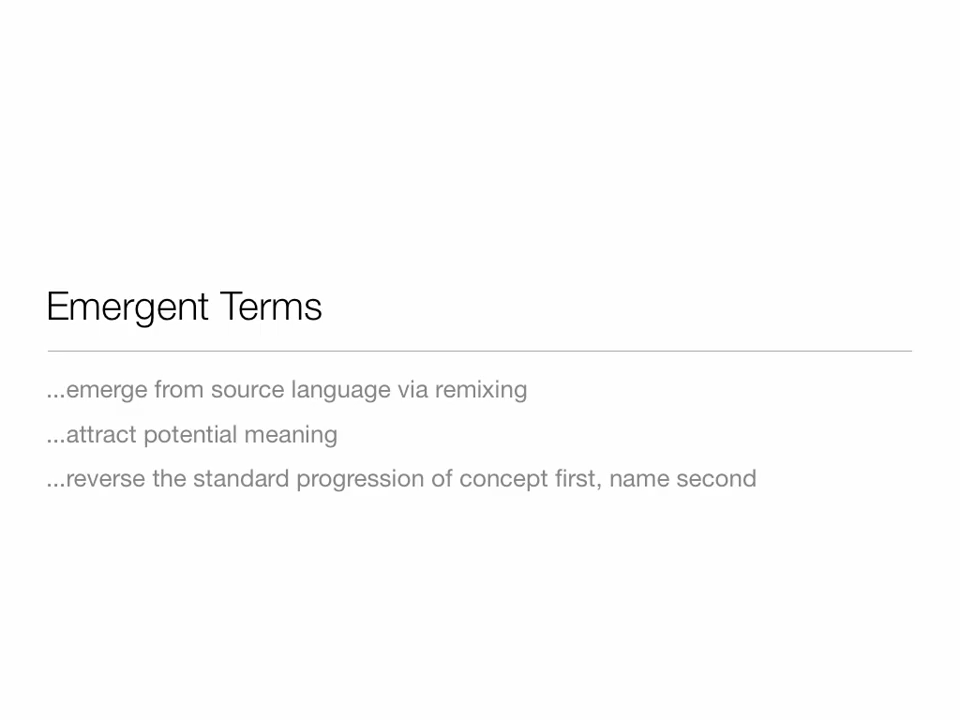 Emergent Terms
...emerge from source language via remixing
...attract potential meaning
...reverse the standard progression of concept first, name second